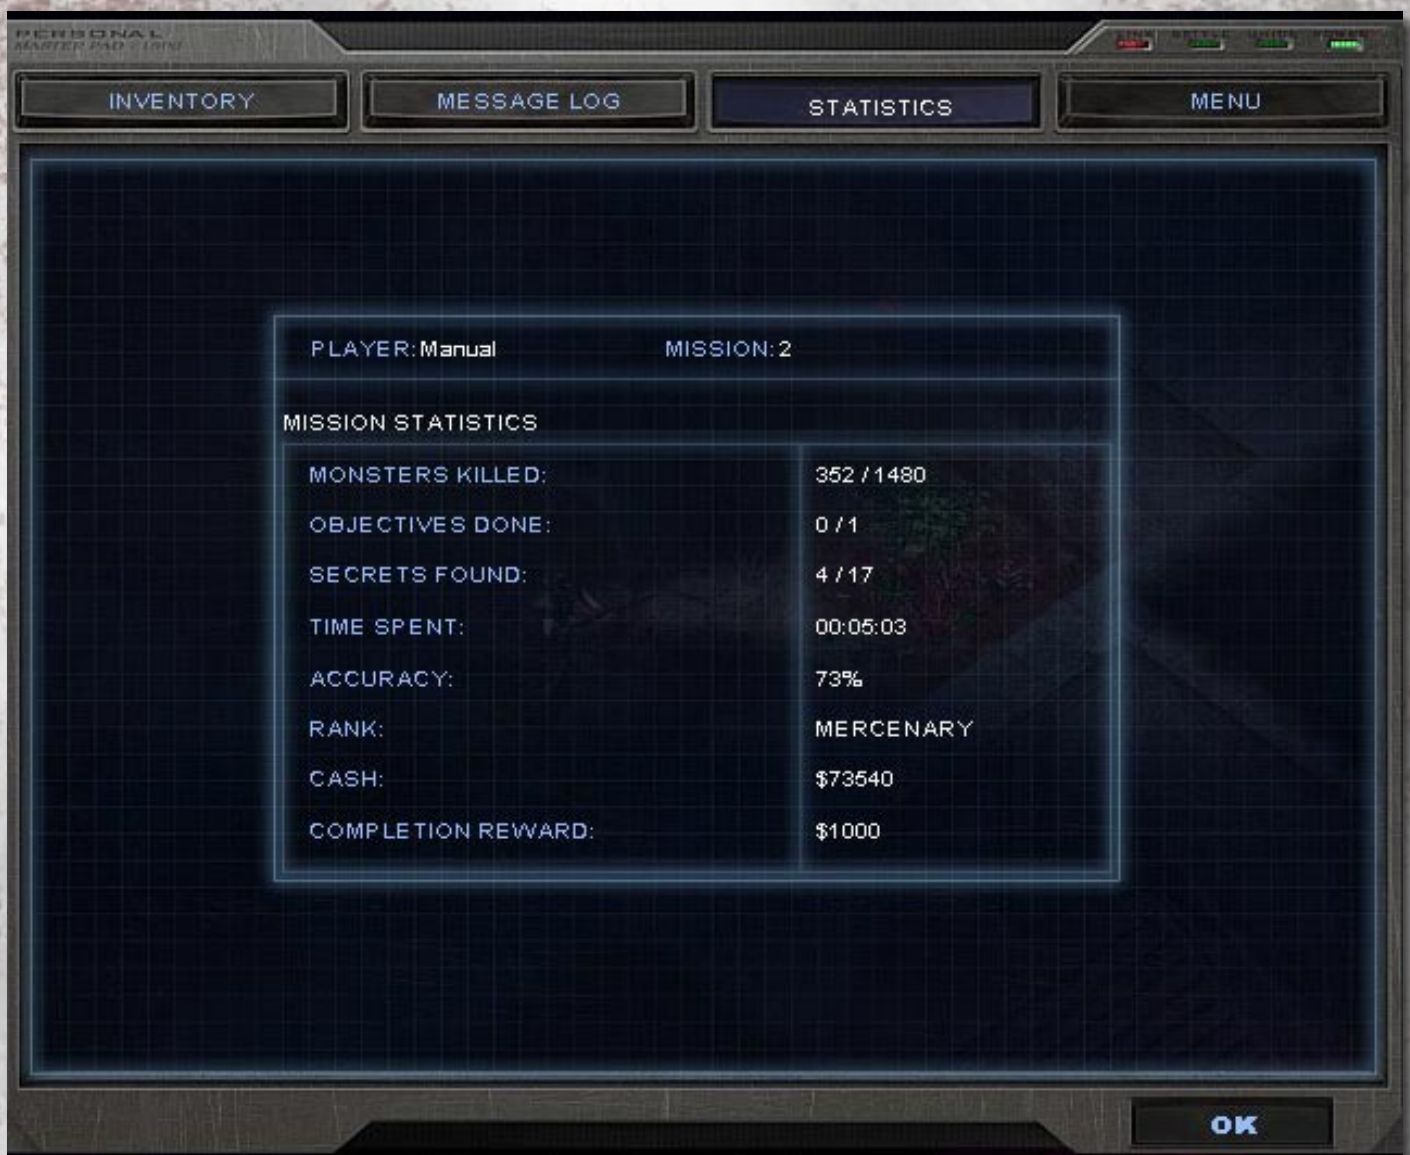 PERSONAL
INVENTORY
MESSAGE LOG
STATISTICS
MENU
PLAYER: Manual
MISSION: 2
MISSION STATISTICS
MONSTERS KILLED: 352 / 1480
OBJECTIVES DONE: 0 / 1
SECRETS FOUND: 4 / 17
TIME SPENT: 00:05:03
ACCURACY: 73%
RANK: MERCENARY
CASH: $73540
COMPLETION REWARD: $1000
OK